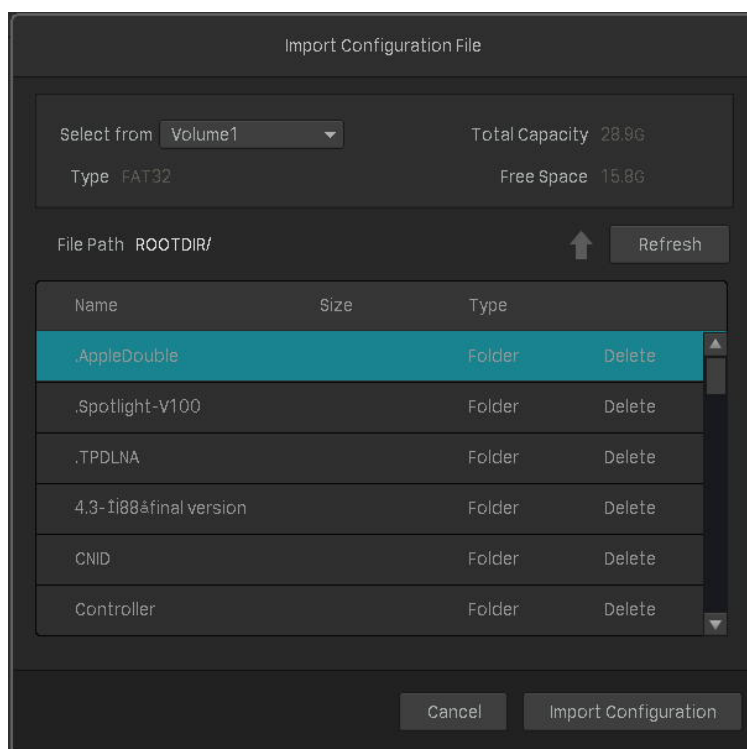 Import Configuration File
Select from Volume1 Total Capacity 28.9G
Type FAT32 Free Space 15.8G
File Path ROOTDIR/ Refresh
Name Size Type
.AppleDouble Folder Delete
.Spotlight-V100 Folder Delete
.TPDLNA Folder Delete
4.3-Îì88åfinal version Folder Delete
CNID Folder Delete
Controller Folder Delete
Cancel Import Configuration